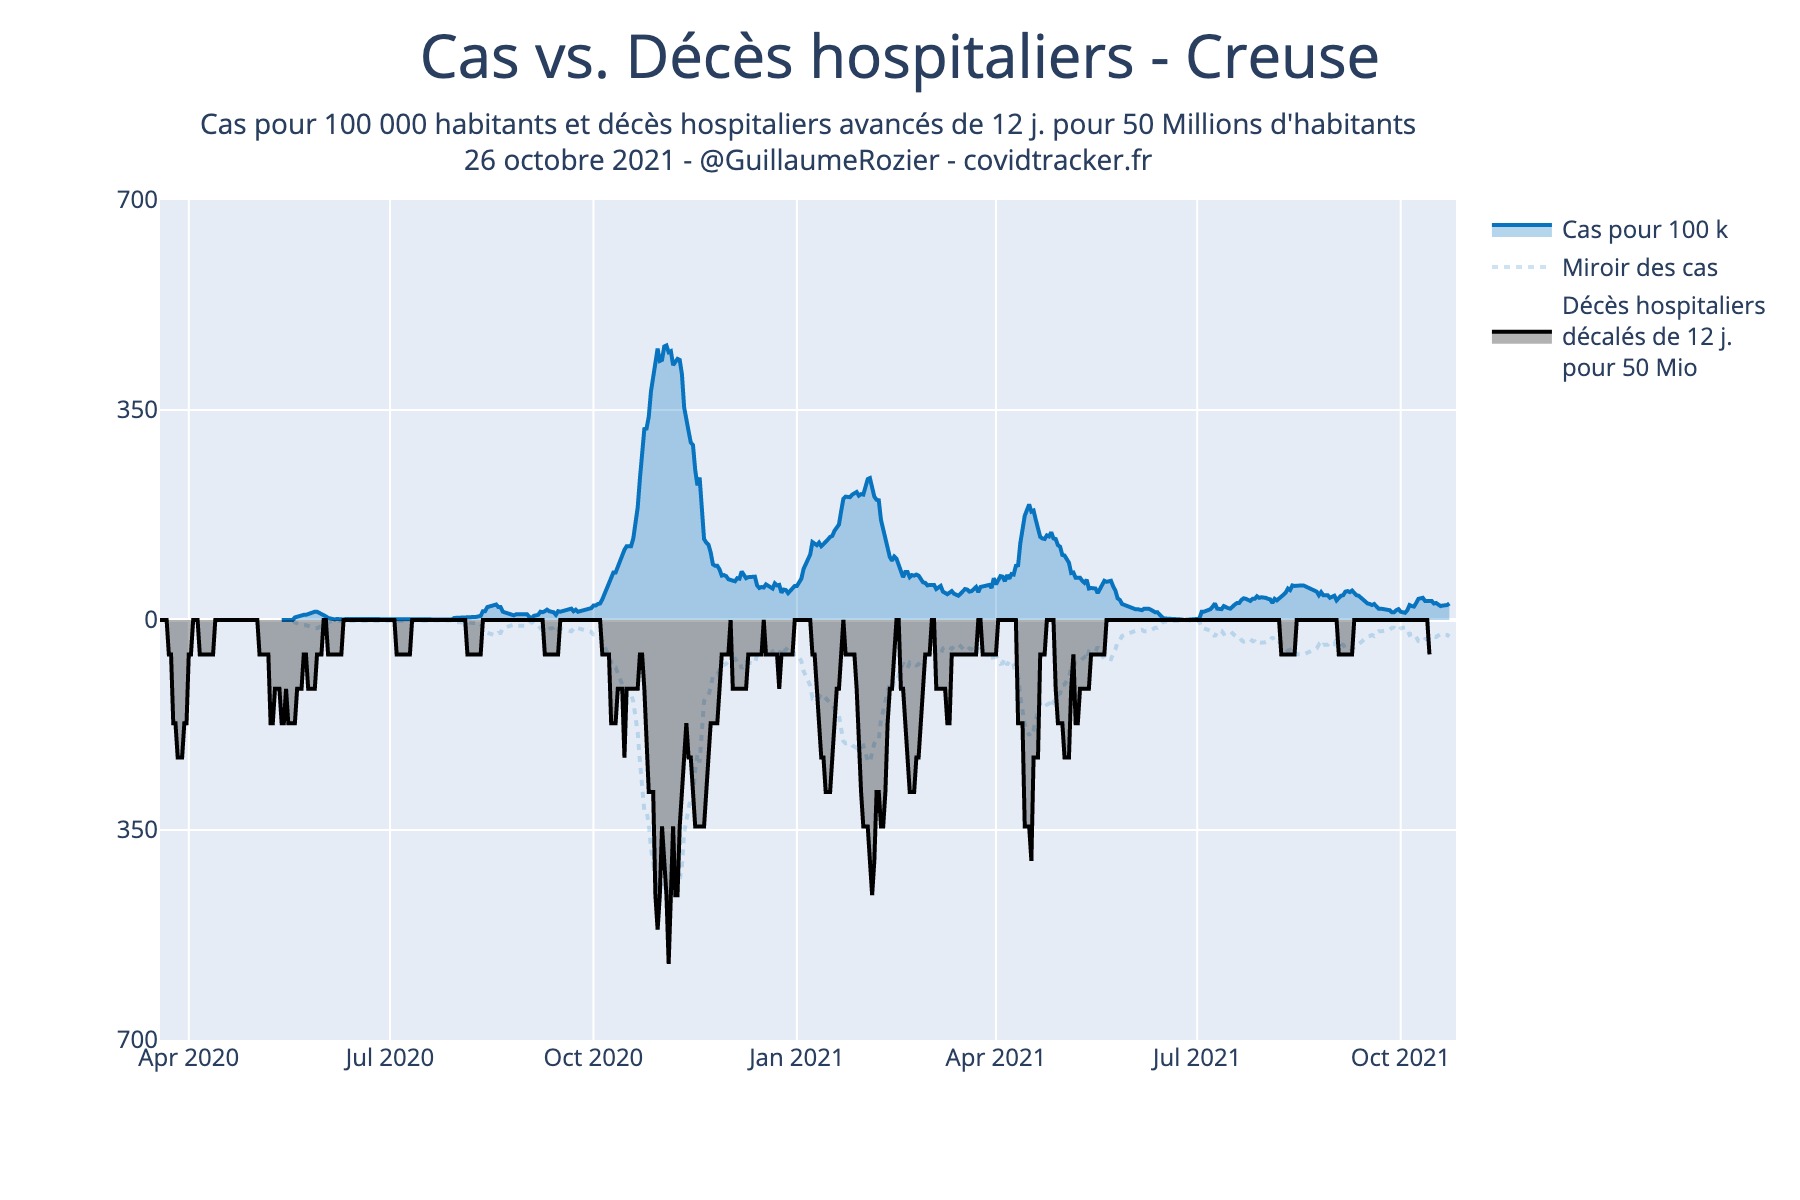 Cas vs. Décès hospitaliers - Creuse
Cas pour 100 000 habitants et décès hospitaliers avancés de 12 j. pour 50 Millions d'habitants
26 octobre 2021 - @GuillaumeRozier - covidtracker.fr
700
350
0
350
700
Apr 2020
Jul 2020
Oct 2020
Jan 2021
Apr 2021
Jul 2021
Oct 2021
Cas pour 100 k
Miroir des cas
Décès hospitaliers
décalés de 12 j.
pour 50 Mio